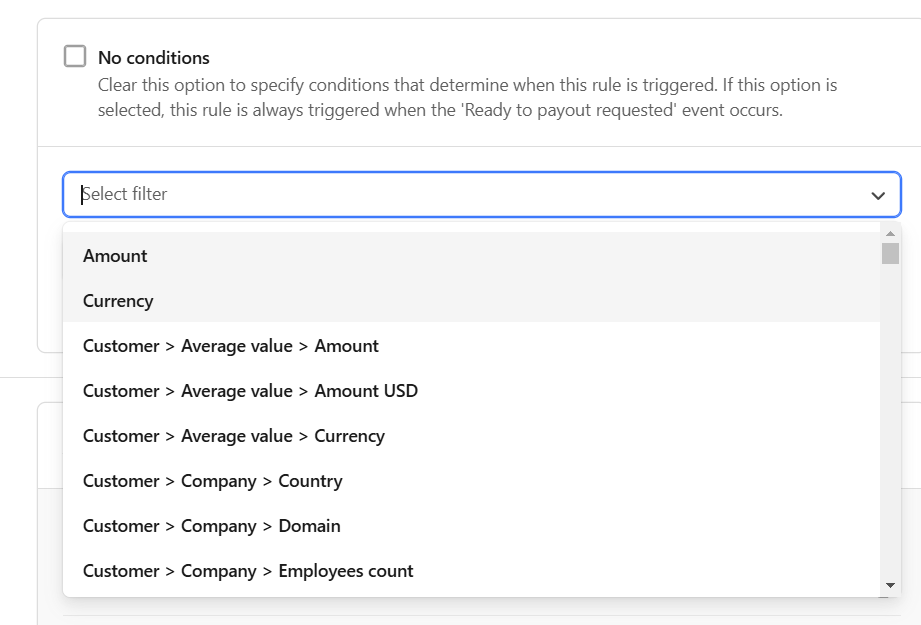 No conditions
Clear this option to specify conditions that determine when this rule is triggered. If this option is
selected, this rule is always triggered when the 'Ready to payout requested' event occurs.
Select filter
Amount
Currency
Customer > Average value > Amount
Customer > Average value > Amount USD
Customer > Average value > Currency
Customer > Company > Country
Customer > Company > Domain
Customer > Company > Employees count